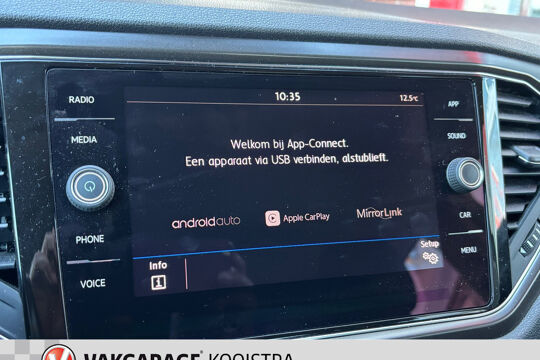 RADIO
MEDIA
PHONE
VOICE
10:35
12.5°C
Welkom bij App-Connect.
Een apparaat via USB verbinden, alstublieft.
androidauto
Apple CarPlay
MirrorLink
Info
i
Setup
APP
SOUND
CAR
MENU
VAKGARAGE KOOISTRA